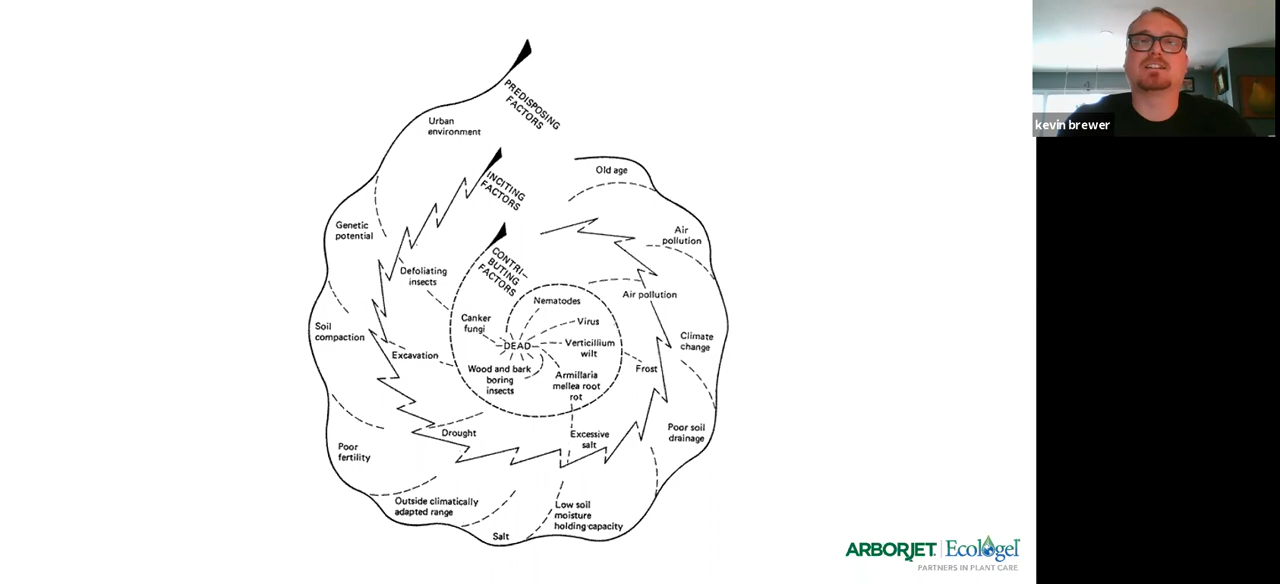 PREDISPOSING
FACTORS
Urban
environment
INCITING
FACTORS
Old age
Genetic
potential
Air
pollution
CONTRI-
BUTING
FACTORS
Defoliating
insects
Air pollution
Nematodes
Canker
fungi
Virus
Soil
compaction
Climate
change
DEAD
Verticillium
wilt
Excavation
Wood and bark
boring
insects
Armillaria
mellea root
rot
Frost
Drought
Excessive
salt
Poor soil
drainage
Poor
fertility
Outside climatically
adapted range
Low soil
moisture
holding capacity
Salt
kevin brewer
ARBORJET
Ecologel
PARTNERS IN PLANT CARE